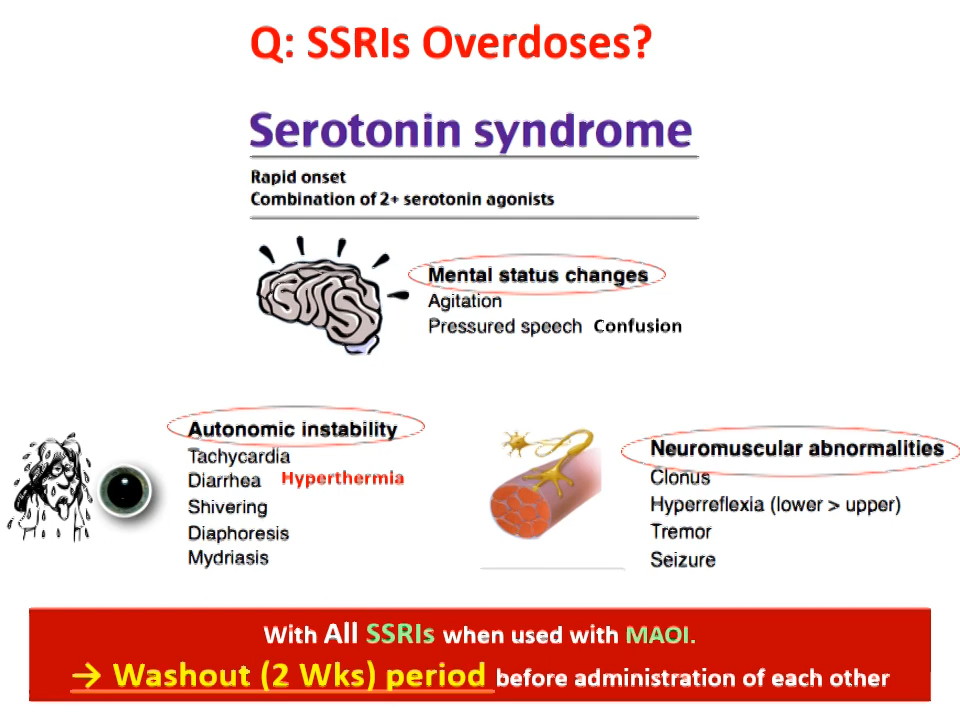 Q: SSRIs Overdoses?
Serotonin syndrome
Rapid onset
Combination of 2+ serotonin agonists
Mental status changes
Agitation
Pressured speech Confusion
Autonomic instability
Tachycardia
Diarrhea Hyperthermia
Shivering
Diaphoresis
Mydriasis
Neuromuscular abnormalities
Clonus
Hyperreflexia (lower > upper)
Tremor
Seizure
With All SSRIs when used with MAOI.
→ Washout (2 Wks) period before administration of each other